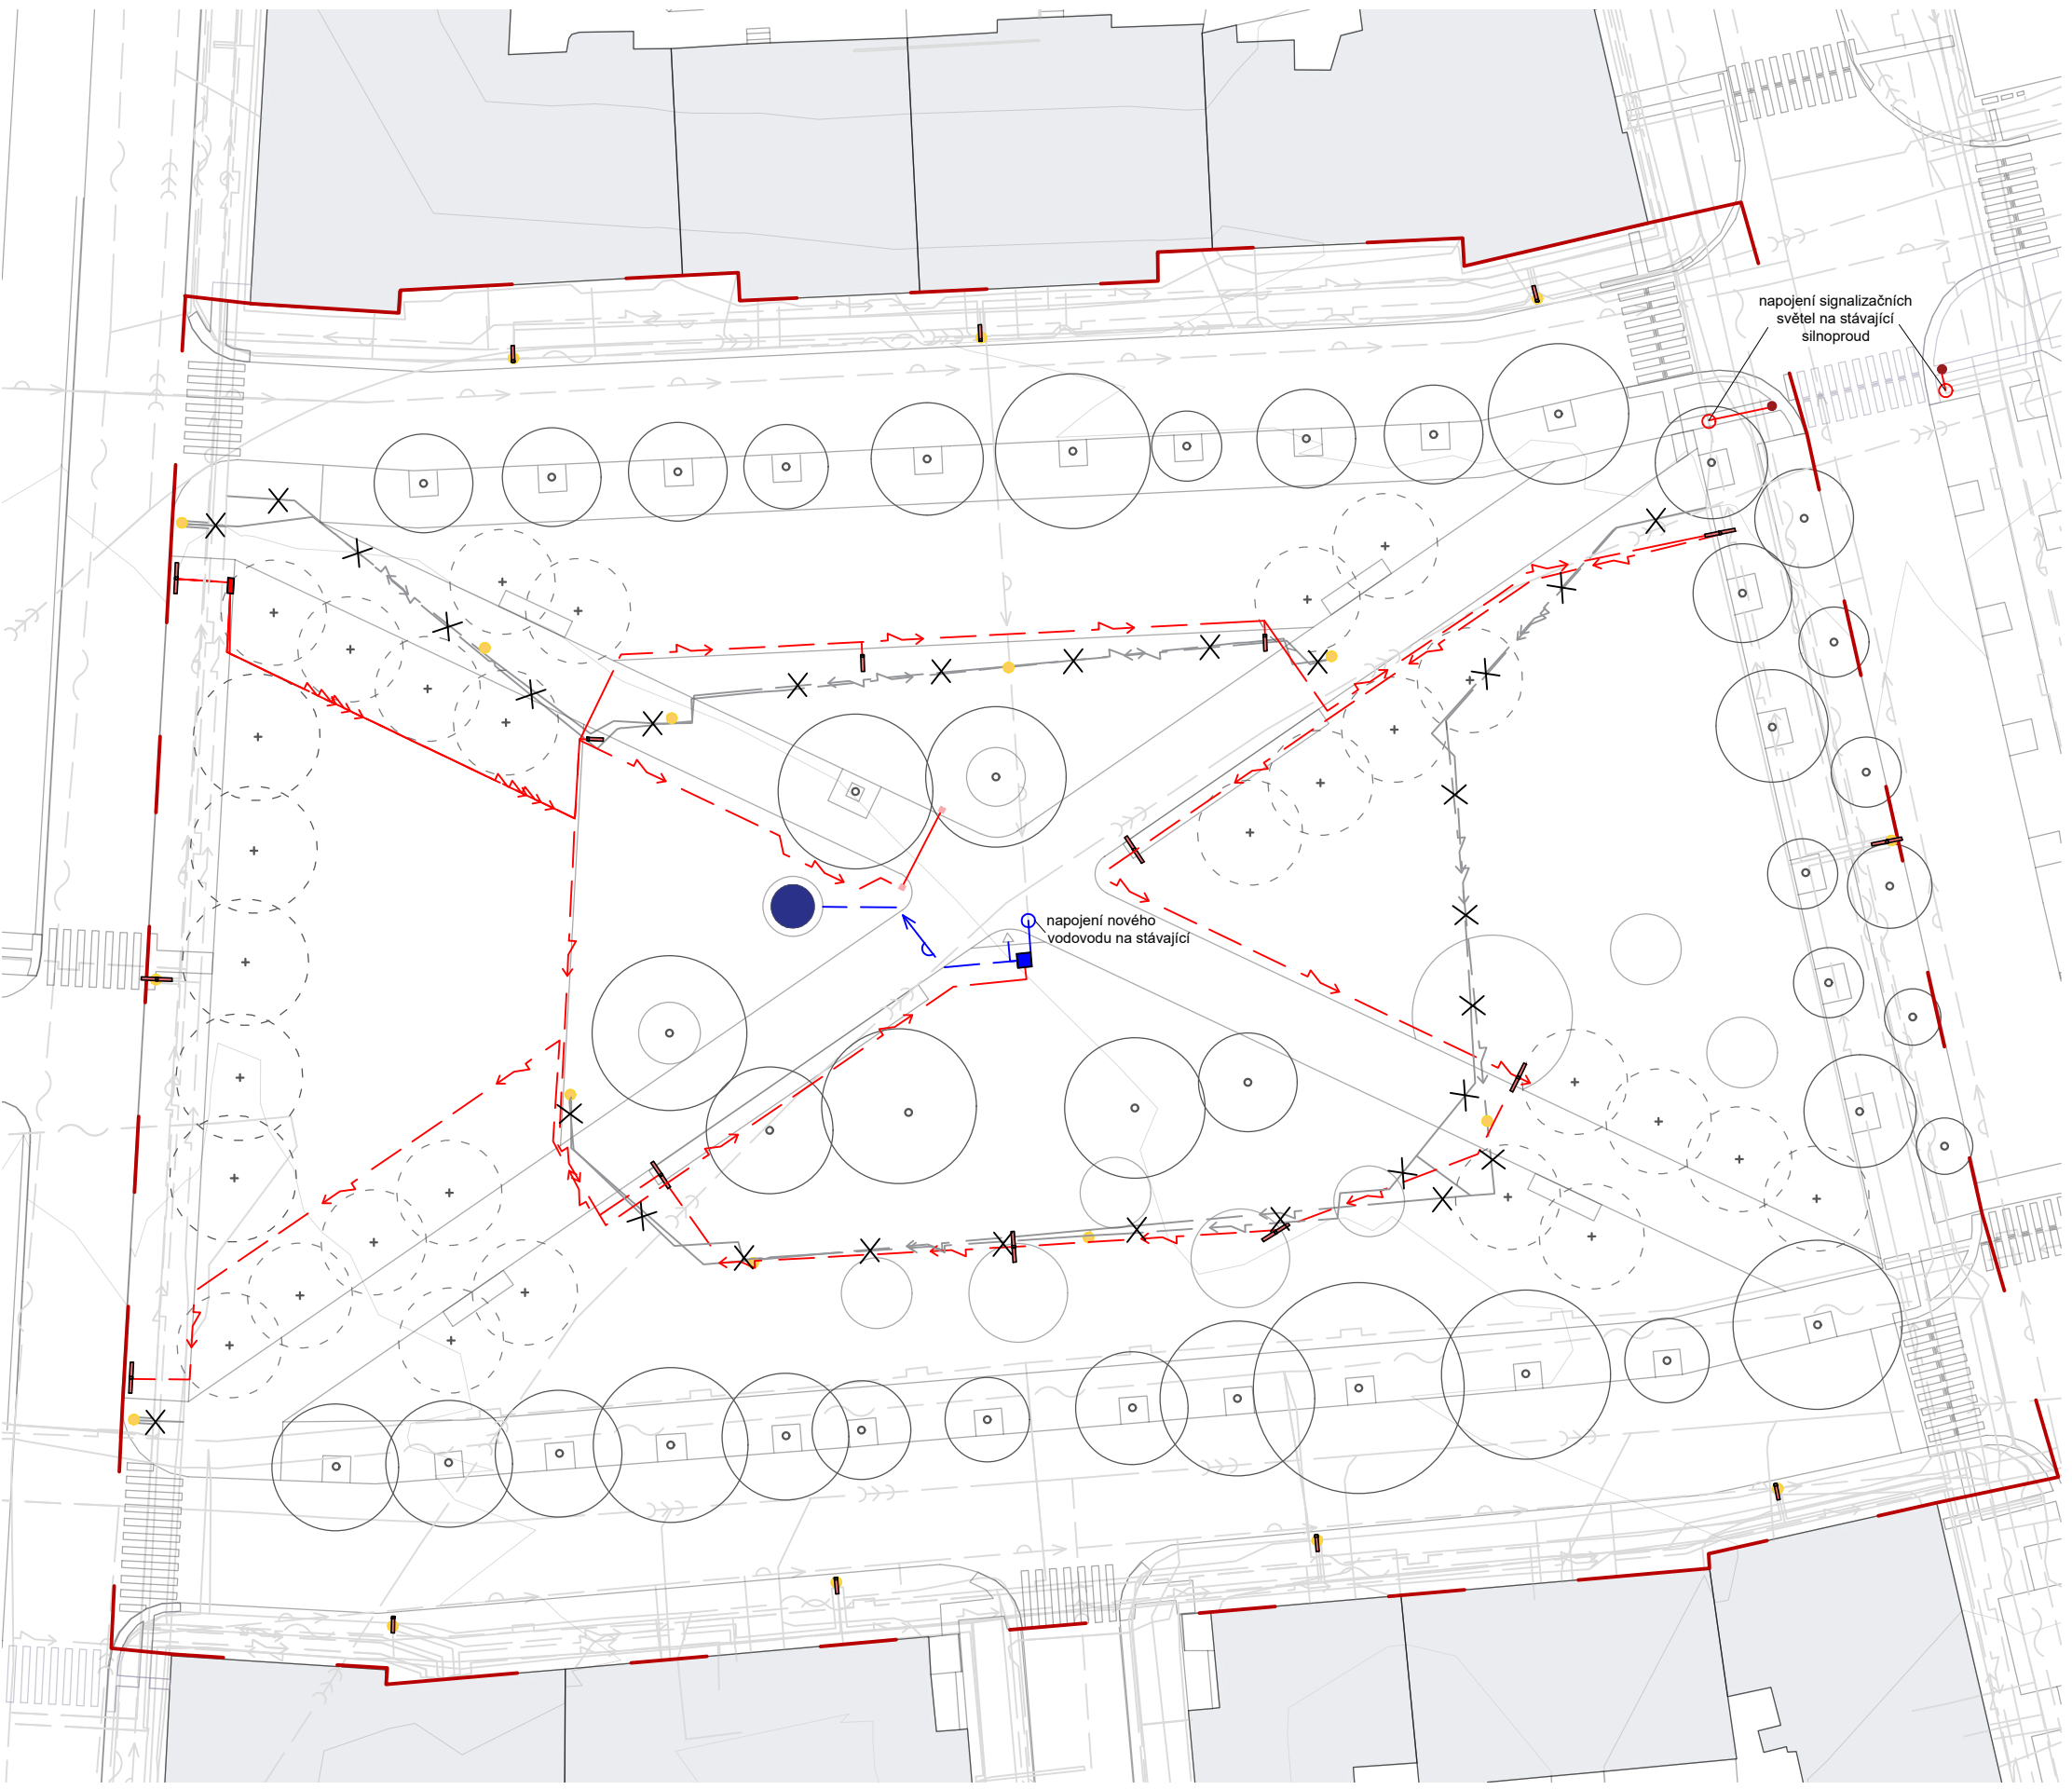 napojení signalizačních
světel na stávající
silnoproud
napojení nového
vodovodu na stávající